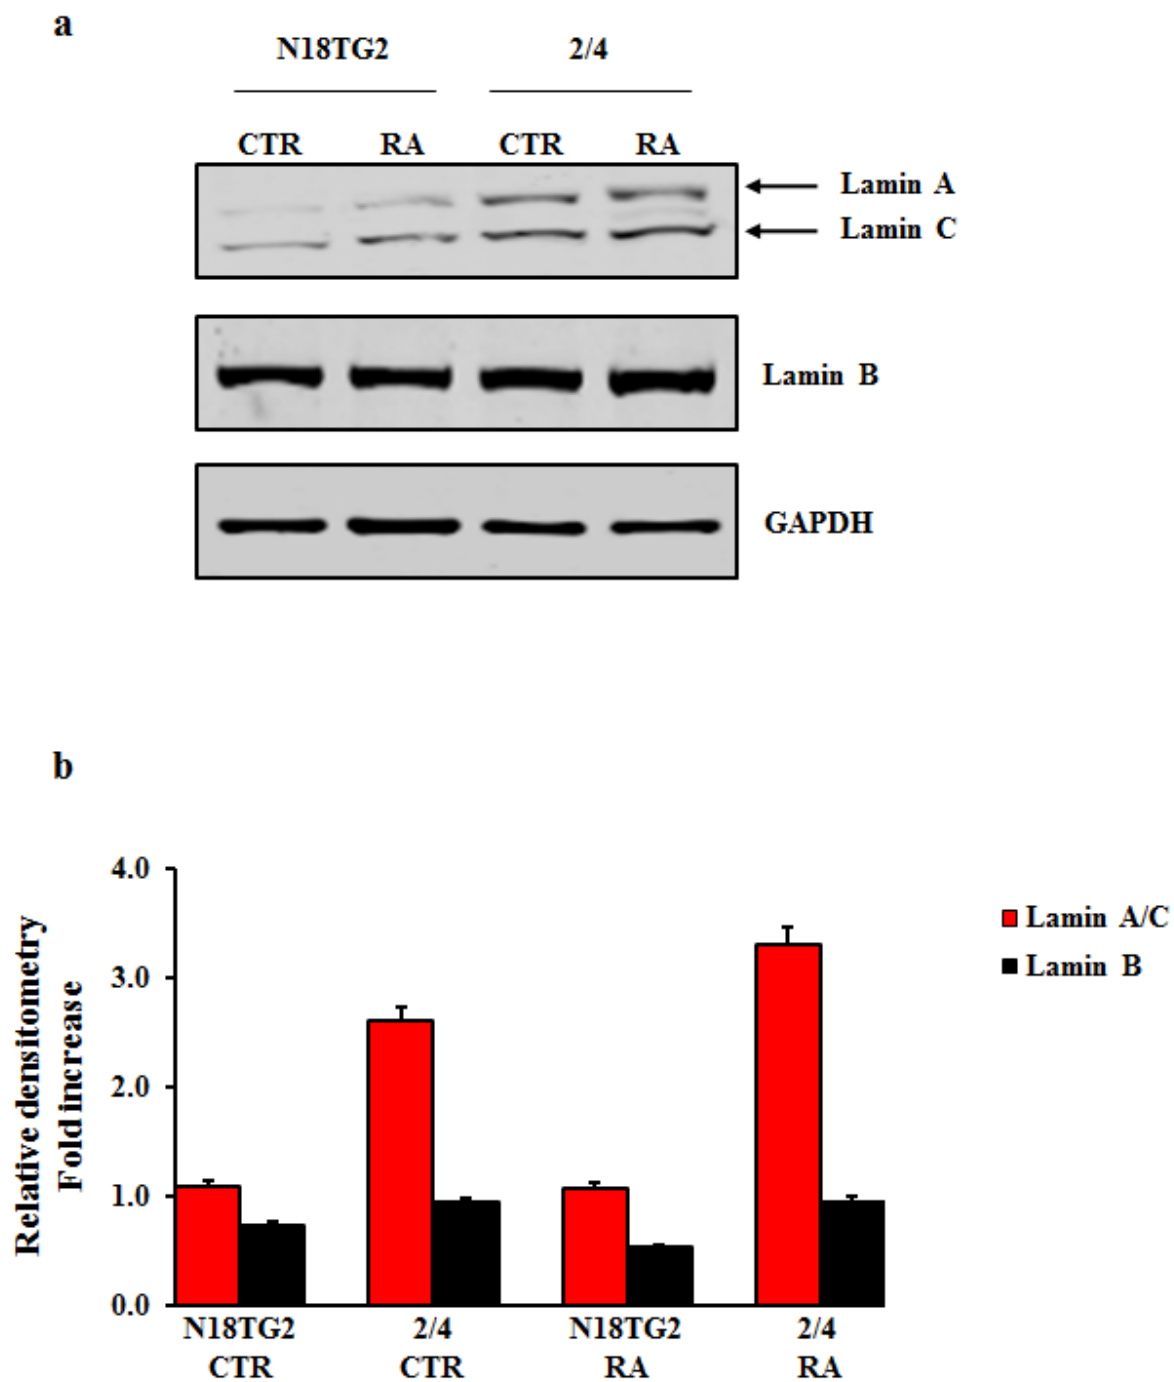 a
N18TG2 2/4
CTR RA CTR RA
Lamin A
Lamin C
Lamin B
GAPDH
b
Relative densitometry
Fold increase
4.0
3.0
2.0
1.0
0.0
Lamin A/C
Lamin B
N18TG2 2/4 N18TG2 2/4
CTR CTR RA RA